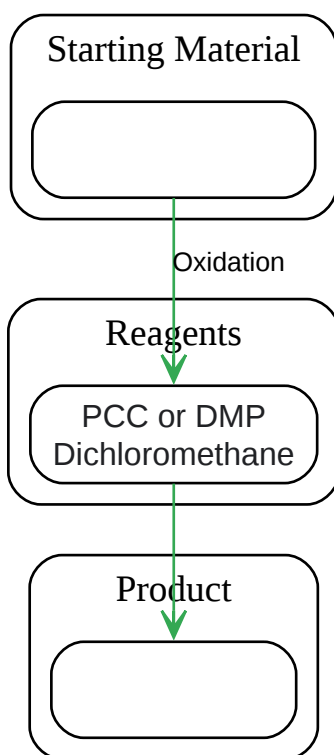 Starting Material
Oxidation
Reagents
PCC or DMP
Dichloromethane
Product